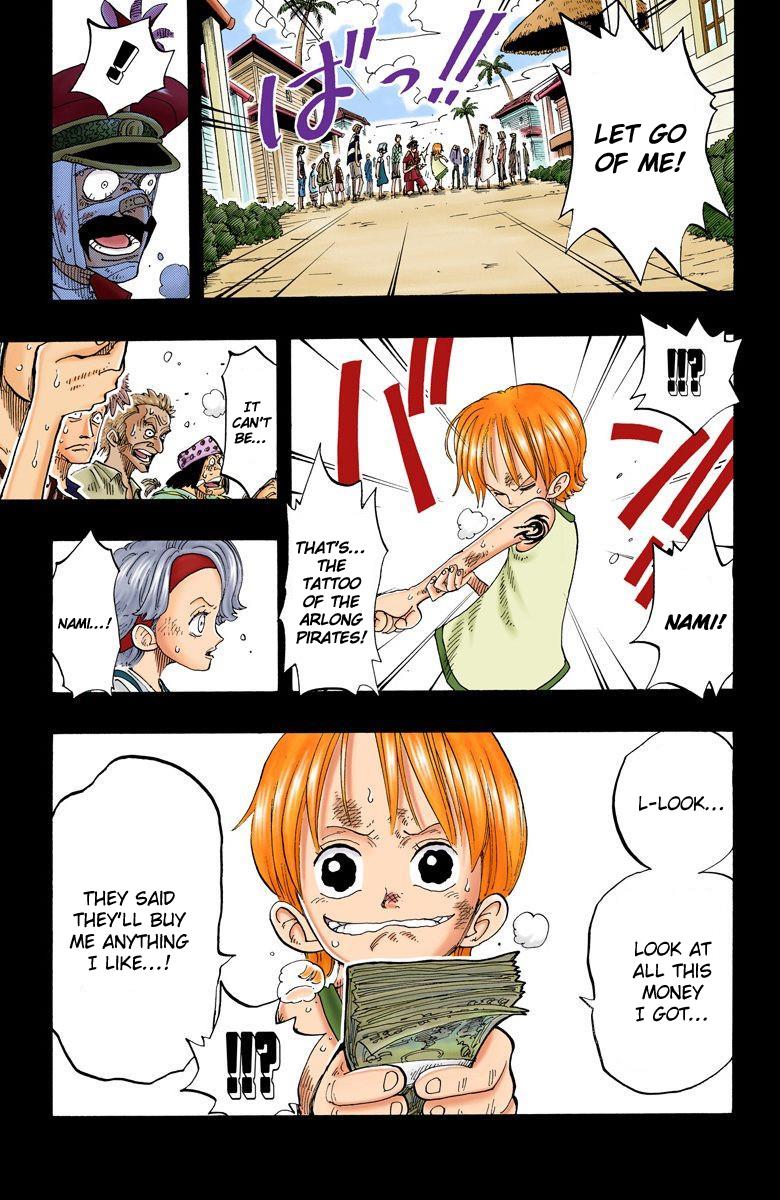 LET GO
OF ME!
ばっ!!
!
!!?
NAMI!
THAT'S...
THE
TATTOO
OF THE
ARLONG
PIRATES!
IT
CAN'T
BE...
NAMI...!
L-LOOK...
LOOK AT
ALL THIS
MONEY
I GOT...
THEY SAID
THEY'LL BUY
ME ANYTHING
I LIKE...!
!!?